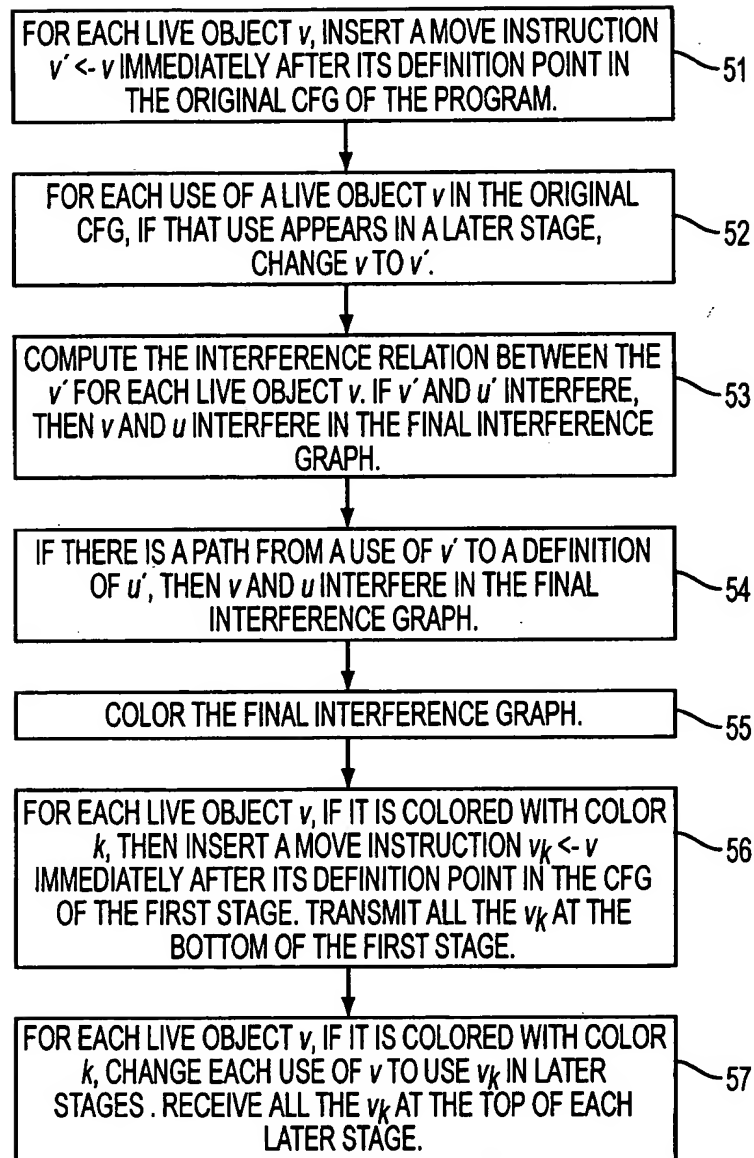 FOR EACH LIVE OBJECT v, INSERT A MOVE INSTRUCTION
v´ <- v IMMEDIATELY AFTER ITS DEFINITION POINT IN
THE ORIGINAL CFG OF THE PROGRAM.
51
FOR EACH USE OF A LIVE OBJECT v IN THE ORIGINAL
CFG, IF THAT USE APPEARS IN A LATER STAGE,
CHANGE v TO v´.
52
COMPUTE THE INTERFERENCE RELATION BETWEEN THE
v´ FOR EACH LIVE OBJECT v. IF v´ AND u´ INTERFERE,
THEN v AND u INTERFERE IN THE FINAL INTERFERENCE
GRAPH.
53
IF THERE IS A PATH FROM A USE OF v´ TO A DEFINITION
OF u´, THEN v AND u INTERFERE IN THE FINAL
INTERFERENCE GRAPH.
54
COLOR THE FINAL INTERFERENCE GRAPH.
55
FOR EACH LIVE OBJECT v, IF IT IS COLORED WITH COLOR
k, THEN INSERT A MOVE INSTRUCTION vk <- v
IMMEDIATELY AFTER ITS DEFINITION POINT IN THE CFG
OF THE FIRST STAGE. TRANSMIT ALL THE vk AT THE
BOTTOM OF THE FIRST STAGE.
56
FOR EACH LIVE OBJECT v, IF IT IS COLORED WITH COLOR
k, CHANGE EACH USE OF v TO USE vk IN LATER
STAGES . RECEIVE ALL THE vk AT THE TOP OF EACH
LATER STAGE.
57